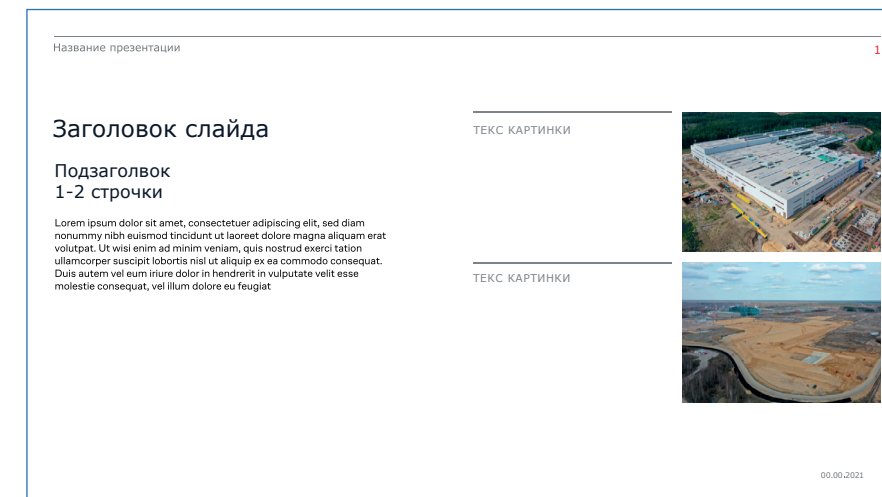 Название презентации
1
Заголовок слайда
Подзаголвок
1-2 строчки
Lorem ipsum dolor sit amet, consectetuer adipiscing elit, sed diam
nonummy nibh euismod tincidunt ut laoreet dolore magna aliquam erat
volutpat. Ut wisi enim ad minim veniam, quis nostrud exerci tation
ullamcorper suscipit lobortis nisl ut aliquip ex ea commodo consequat.
Duis autem vel eum iriure dolor in hendrerit in vulputate velit esse
molestie consequat, vel illum dolore eu feugiat
ТЕКС КАРТИНКИ
ТЕКС КАРТИНКИ
00.00.2021